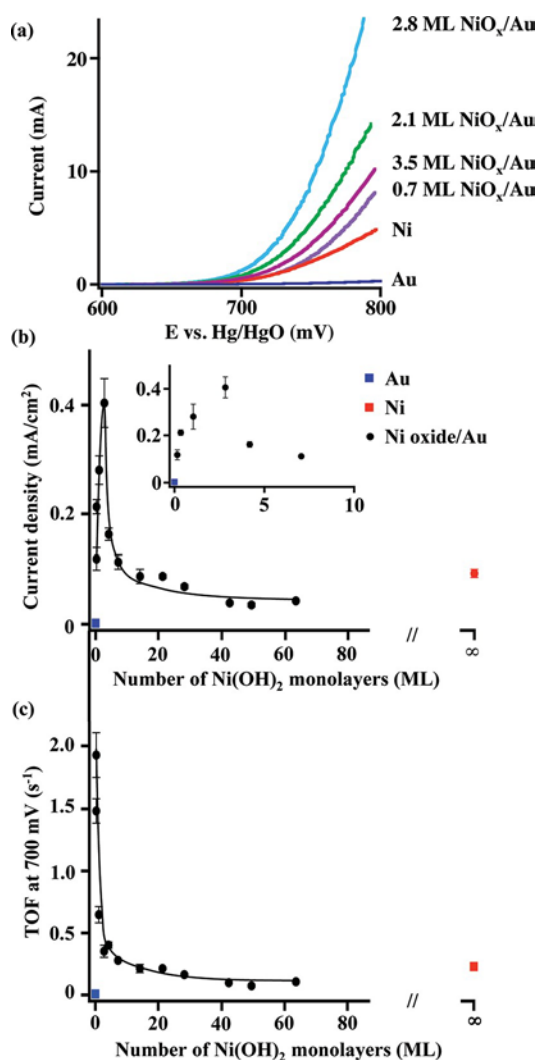 (a)
Current (mA)
20
10
0
2.8 ML NiOx/Au
2.1 ML NiOx/Au
3.5 ML NiOx/Au
0.7 ML NiOx/Au
Ni
Au
600
700
800
E vs. Hg/HgO (mV)
(b)
Current density (mA/cm²)
0.4
0.2
0
0.4
0.2
0
0
5
10
Au
Ni
Ni oxide/Au
0
20
40
60
80
//
∞
Number of Ni(OH)₂ monolayers (ML)
(c)
TOF at 700 mV (s⁻¹)
2.0
1.5
1.0
0.5
0
0
20
40
60
80
//
∞
Number of Ni(OH)₂ monolayers (ML)